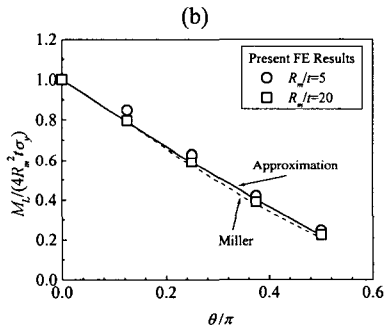 (b)
1.2
1.0
0.8
0.6
0.4
0.2
0.0
M_L/(4R_m^2tσ_y)
Present FE Results
R_m/t=5
R_m/t=20
Approximation
Miller
0.0
0.2
0.4
0.6
θ/π